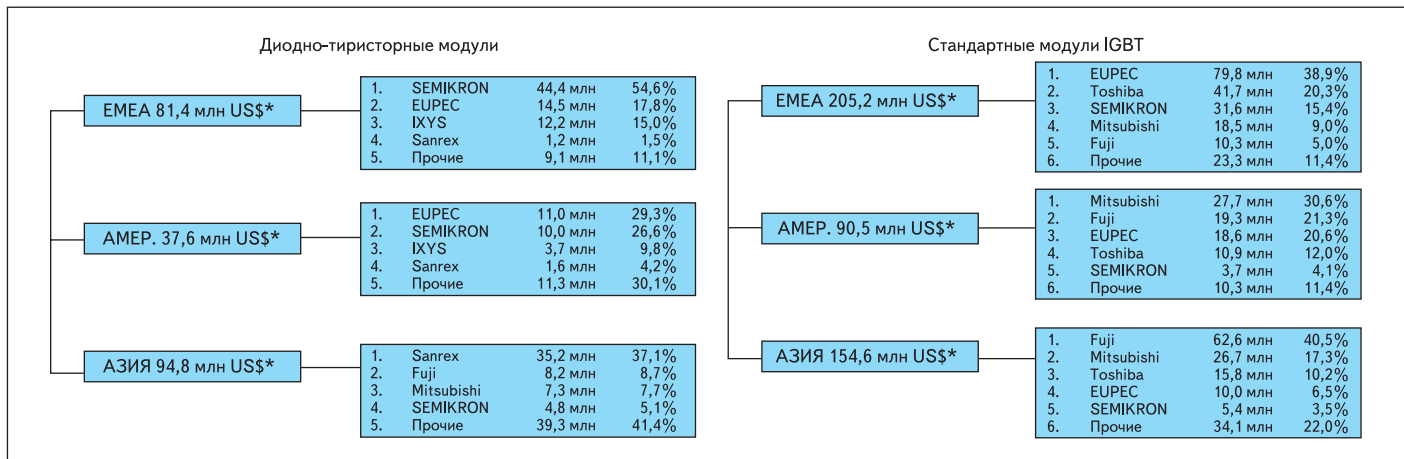 Диодно-тиристорные модули
ЕМЕА 81,4 млн US$*
1. SEMIKRON 44,4 млн 54,6%
2. EUPEC 14,5 млн 17,8%
3. IXYS 12,2 млн 15,0%
4. Sanrex 1,2 млн 1,5%
5. Прочие 9,1 млн 11,1%
АМЕР. 37,6 млн US$*
1. EUPEC 11,0 млн 29,3%
2. SEMIKRON 10,0 млн 26,6%
3. IXYS 3,7 млн 9,8%
4. Sanrex 1,6 млн 4,2%
5. Прочие 11,3 млн 30,1%
АЗИЯ 94,8 млн US$*
1. Sanrex 35,2 млн 37,1%
2. Fuji 8,2 млн 8,7%
3. Mitsubishi 7,3 млн 7,7%
4. SEMIKRON 4,8 млн 5,1%
5. Прочие 39,3 млн 41,4%
Стандартные модули IGBT
ЕМЕА 205,2 млн US$*
1. EUPEC 79,8 млн 38,9%
2. Toshiba 41,7 млн 20,3%
3. SEMIKRON 31,6 млн 15,4%
4. Mitsubishi 18,5 млн 9,0%
5. Fuji 10,3 млн 5,0%
6. Прочие 23,3 млн 11,4%
АМЕР. 90,5 млн US$*
1. Mitsubishi 27,7 млн 30,6%
2. Fuji 19,3 млн 21,3%
3. EUPEC 18,6 млн 20,6%
4. Toshiba 10,9 млн 12,0%
5. SEMIKRON 3,7 млн 4,1%
6. Прочие 10,3 млн 11,4%
АЗИЯ 154,6 млн US$*
1. Fuji 62,6 млн 40,5%
2. Mitsubishi 26,7 млн 17,3%
3. Toshiba 15,8 млн 10,2%
4. EUPEC 10,0 млн 6,5%
5. SEMIKRON 5,4 млн 3,5%
6. Прочие 34,1 млн 22,0%